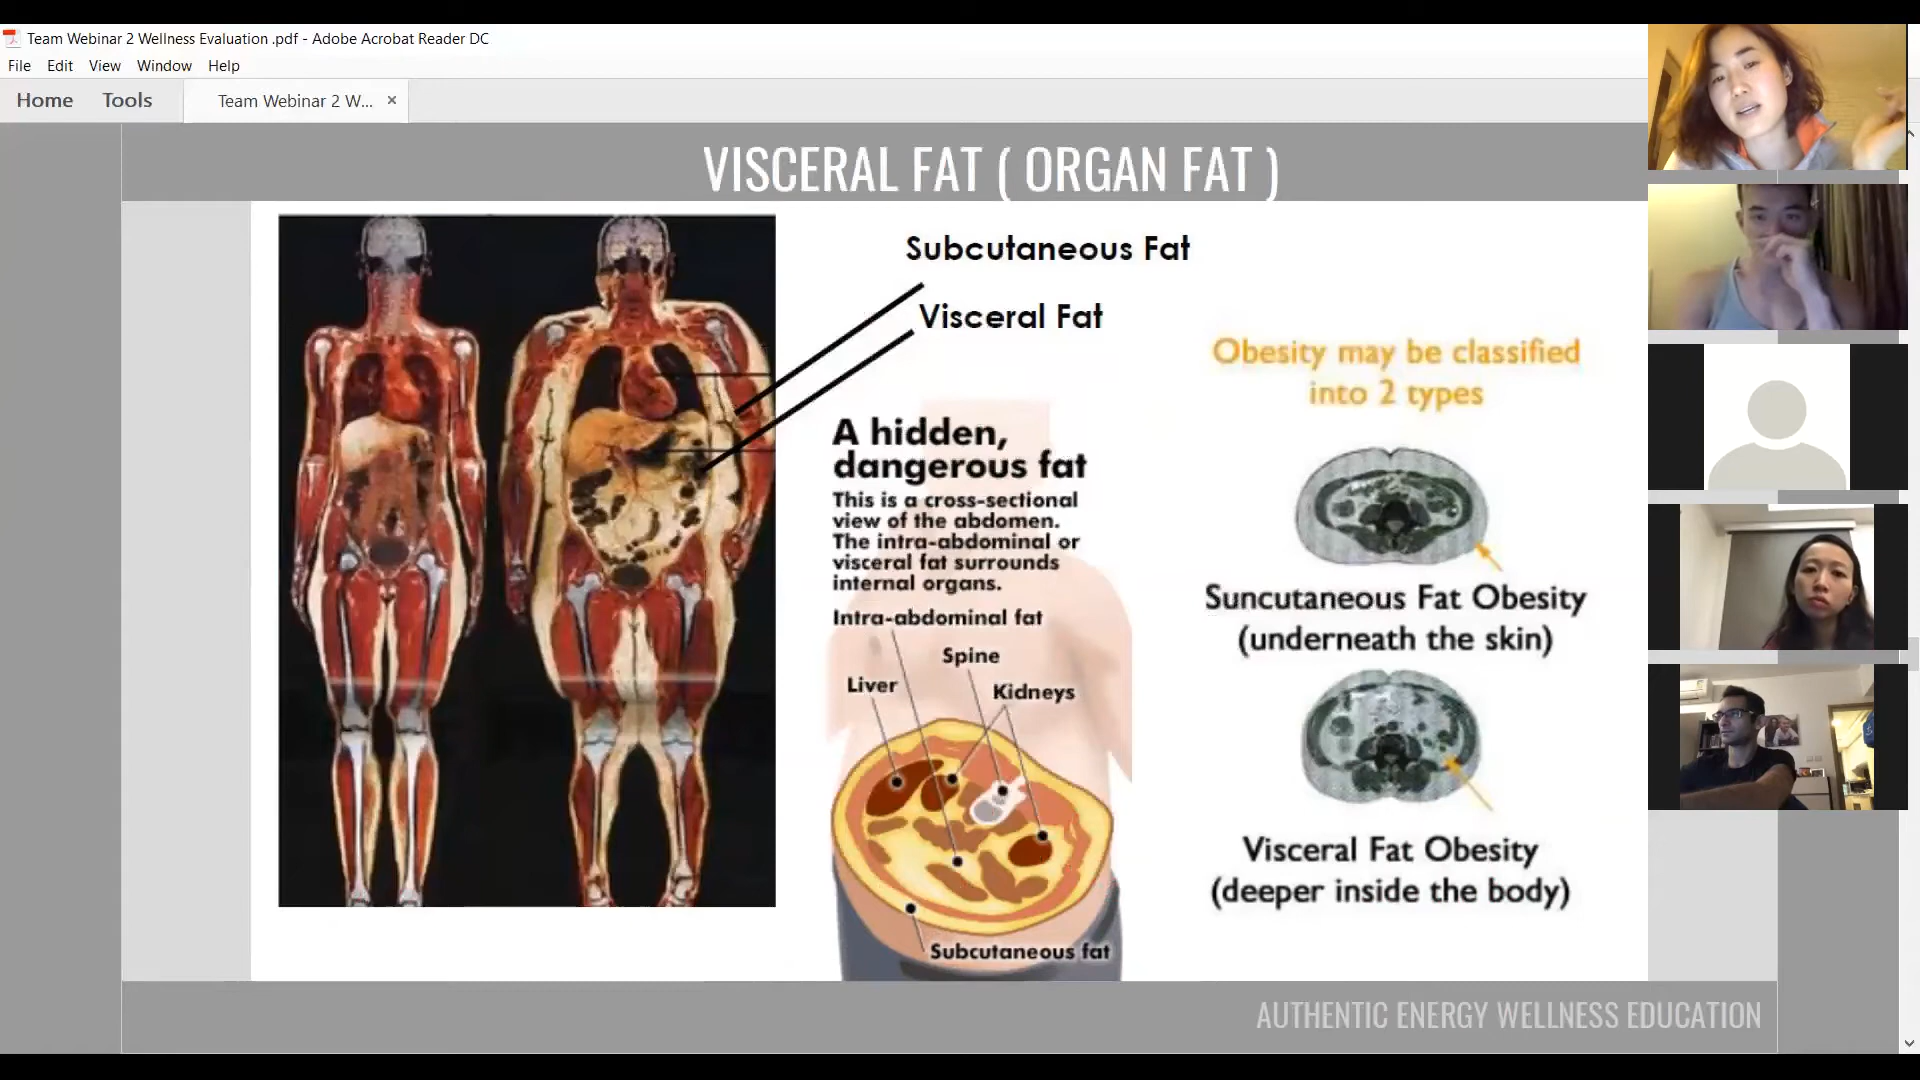 Team Webinar 2 Wellness Evaluation .pdf - Adobe Acrobat Reader DC
File Edit View Window Help
Home Tools Team Webinar 2 W... ×
VISCERAL FAT ( ORGAN FAT )
Subcutaneous Fat
Visceral Fat
A hidden,
dangerous fat
This is a cross-sectional
view of the abdomen.
The intra-abdominal or
visceral fat surrounds
internal organs.
Intra-abdominal fat
Spine
Liver
Kidneys
Subcutaneous fat
Obesity may be classified
into 2 types
Suncutaneous Fat Obesity
(underneath the skin)
Visceral Fat Obesity
(deeper inside the body)
AUTHENTIC ENERGY WELLNESS EDUCATION